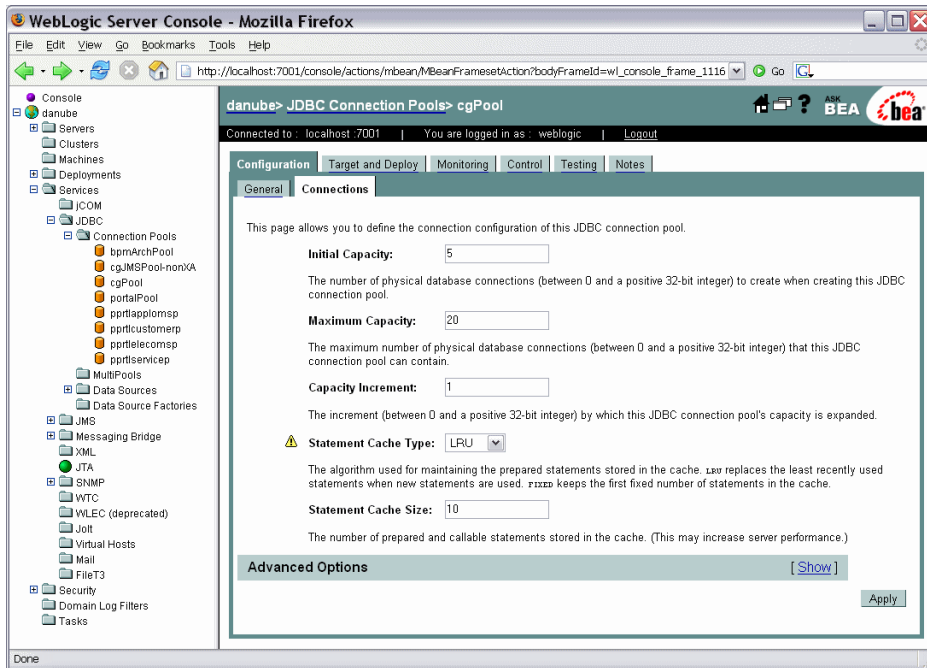 WebLogic Server Console - Mozilla Firefox
File Edit View Go Bookmarks Tools Help
http://localhost:7001/console/actions/mbean/MBeanFramesetAction?bodyFrameId=wl_console_frame_1116
Go
Console
danube
Servers
Clusters
Machines
Deployments
Services
jCOM
JDBC
Connection Pools
bpmArchPool
cgJMSPool-nonXA
cgPool
portalPool
pprtlapplomsp
pprtlcustomerp
pprtlelecomsp
pprtlservicep
MultiPools
Data Sources
Data Source Factories
JMS
Messaging Bridge
XML
JTA
SNMP
WTC
WLEC (deprecated)
Jolt
Virtual Hosts
Mail
FileT3
Security
Domain Log Filters
Tasks
danube> JDBC Connection Pools> cgPool
? ASK BEA bea
Connected to : localhost :7001 | You are logged in as : weblogic | Logout
Configuration Target and Deploy Monitoring Control Testing Notes
General Connections
This page allows you to define the connection configuration of this JDBC connection pool.
Initial Capacity: 5
The number of physical database connections (between 0 and a positive 32-bit integer) to create when creating this JDBC
connection pool.
Maximum Capacity: 20
The maximum number of physical database connections (between 0 and a positive 32-bit integer) that this JDBC
connection pool can contain.
Capacity Increment: 1
The increment (between 0 and a positive 32-bit integer) by which this JDBC connection pool's capacity is expanded.
Statement Cache Type: LRU
The algorithm used for maintaining the prepared statements stored in the cache. LRU replaces the least recently used
statements when new statements are used. FIXED keeps the first fixed number of statements in the cache.
Statement Cache Size: 10
The number of prepared and callable statements stored in the cache. (This may increase server performance.)
Advanced Options [ Show ]
Apply
Done